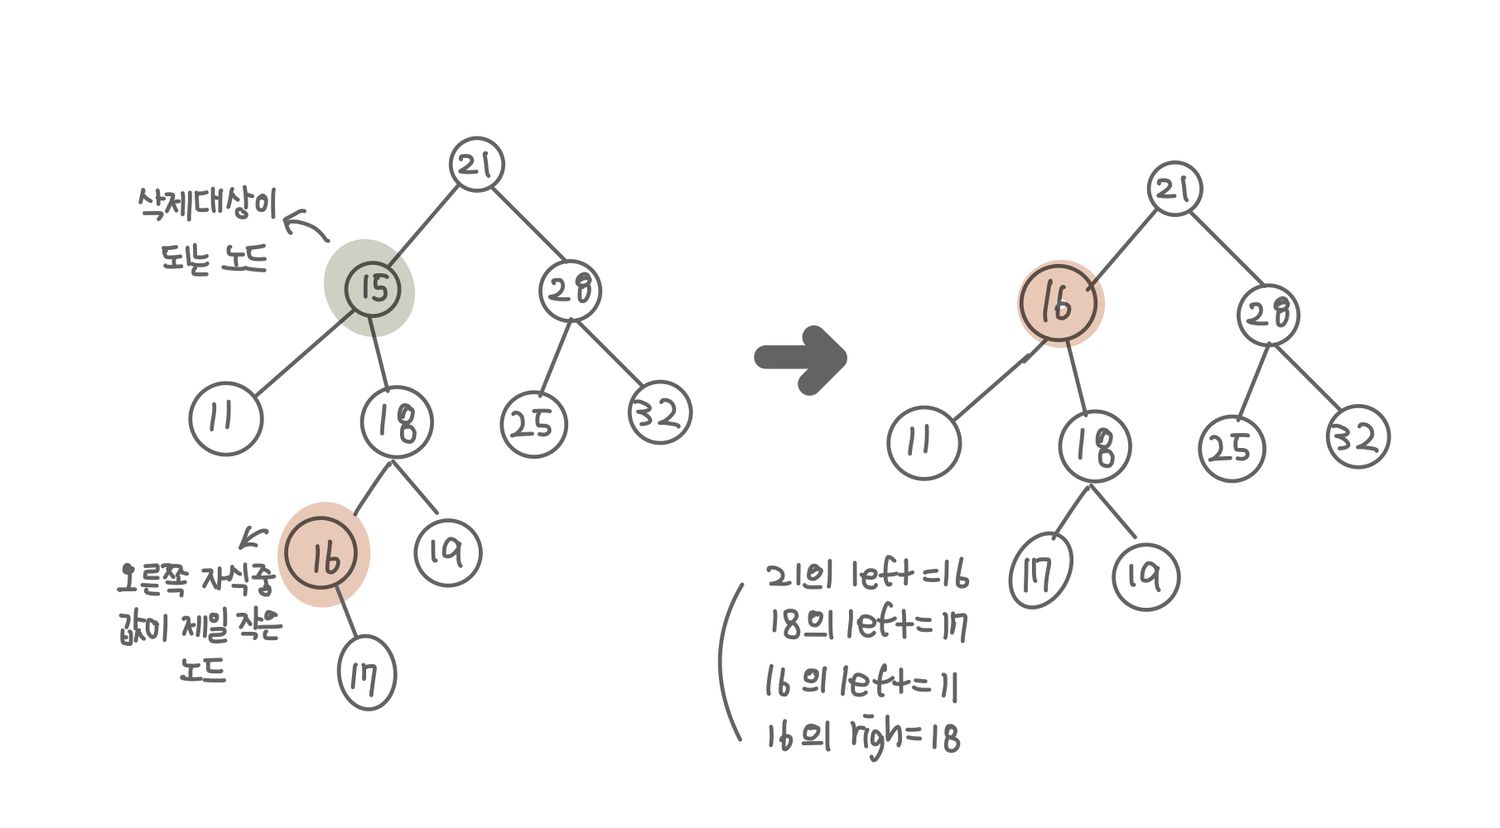 21
삭제대상이
되는 노드
15
28
11
18
25
32
16
19
오른쪽 자식중
값이 제일 작은
노드
17
21
16
28
11
18
25
32
17
19
21의 left=16
18의 left=17
16의 left=11
16의 righ=18